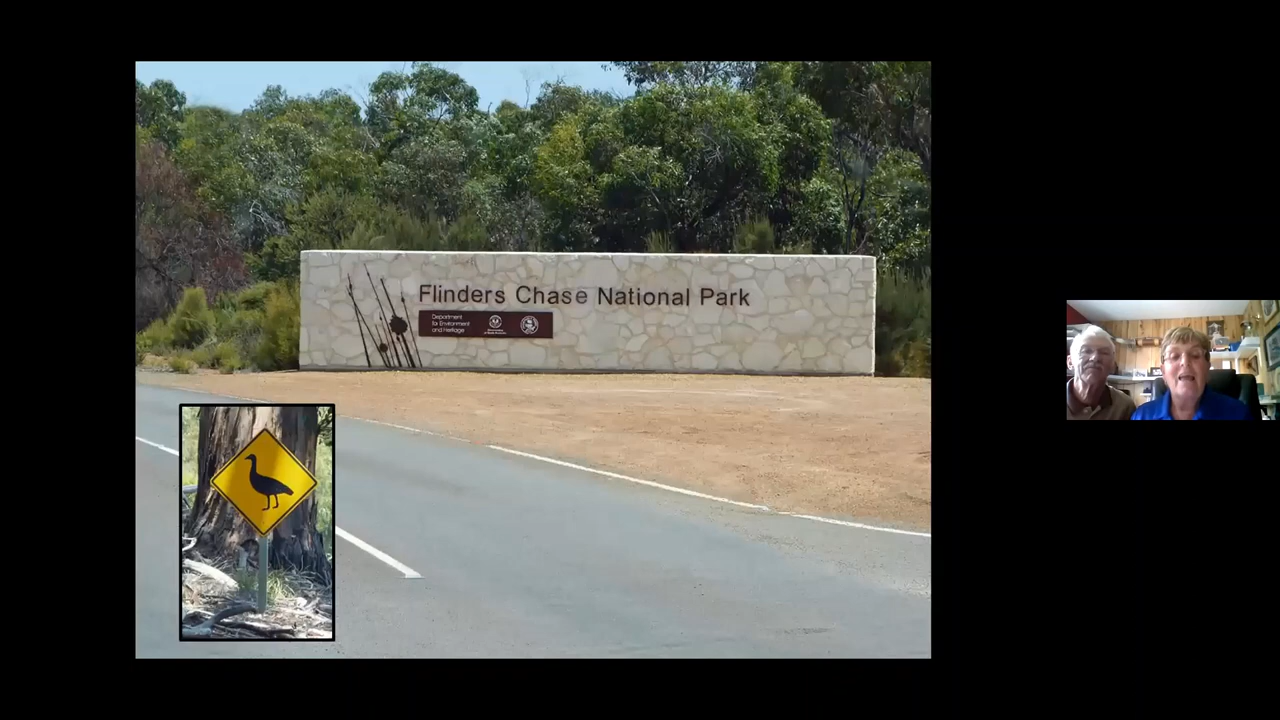 Flinders Chase National Park
Department
for Environment
and Heritage